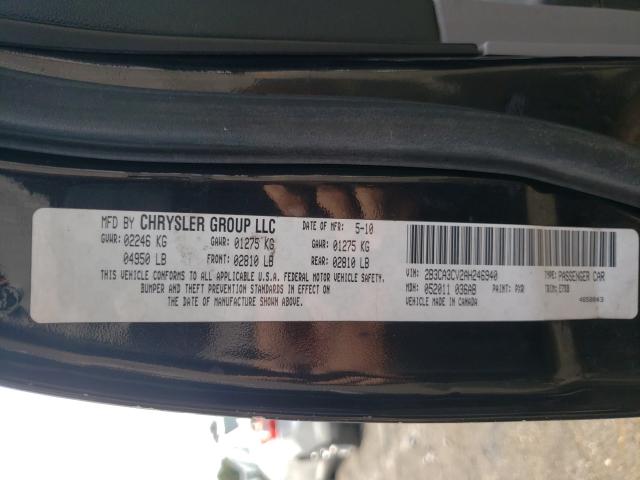 MFD BY CHRYSLER GROUP LLC DATE OF MFR: 5-10
GVWR: 02246 KG GAWR: 01275 KG GAWR: 01275 KG
04950 LB FRONT: 02810 LB REAR: 02810 LB
THIS VEHICLE CONFORMS TO ALL APPLICABLE U.S.A. FEDERAL MOTOR VEHICLE SAFETY,
BUMPER AND THEFT PREVENTION STANDARDS IN EFFECT ON
THE DATE OF MANUFACTURE SHOWN ABOVE.
VIN: 2B3CA3CV2AH246940 TYPE: PASSENGER CAR
MDH: 052011 036AB PAINT: PXR TRIM:
VEHICLE MADE IN CANADA